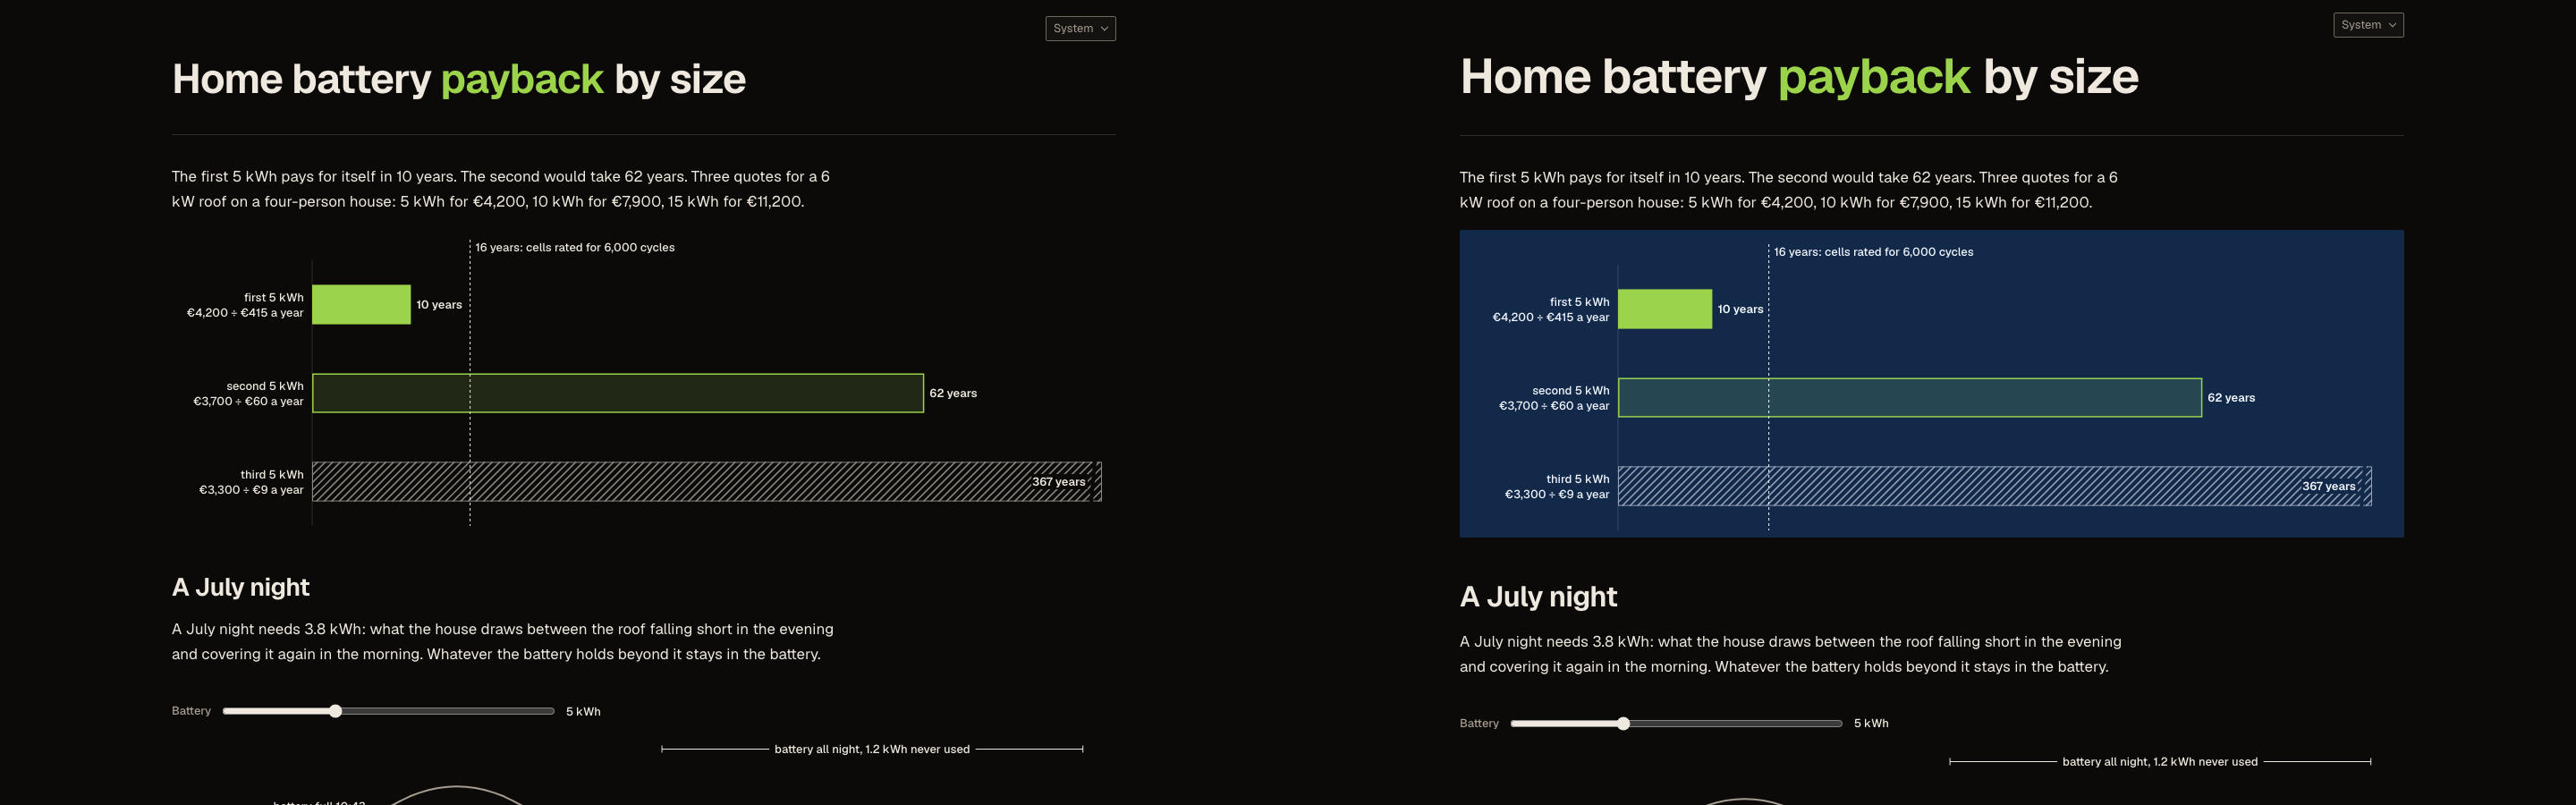 System
Home battery payback by size
The first 5 kWh pays for itself in 10 years. The second would take 62 years. Three quotes for a 6
kW roof on a four-person house: 5 kWh for €4,200, 10 kWh for €7,900, 15 kWh for €11,200.
16 years: cells rated for 6,000 cycles
first 5 kWh
€4,200 ÷ €415 a year
10 years
second 5 kWh
€3,700 ÷ €60 a year
62 years
third 5 kWh
€3,300 ÷ €9 a year
367 years
A July night
A July night needs 3.8 kWh: what the house draws between the roof falling short in the evening
and covering it again in the morning. Whatever the battery holds beyond it stays in the battery.
Battery
5 kWh
battery all night, 1.2 kWh never used
System
Home battery payback by size
The first 5 kWh pays for itself in 10 years. The second would take 62 years. Three quotes for a 6
kW roof on a four-person house: 5 kWh for €4,200, 10 kWh for €7,900, 15 kWh for €11,200.
16 years: cells rated for 6,000 cycles
first 5 kWh
€4,200 ÷ €415 a year
10 years
second 5 kWh
€3,700 ÷ €60 a year
62 years
third 5 kWh
€3,300 ÷ €9 a year
367 years
A July night
A July night needs 3.8 kWh: what the house draws between the roof falling short in the evening
and covering it again in the morning. Whatever the battery holds beyond it stays in the battery.
Battery
5 kWh
battery all night, 1.2 kWh never used